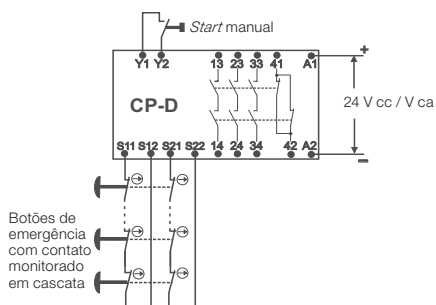 Start manual
Y1 Y2 13 23 33 41 A1
+
CP-D
24 V cc / V ca
S11 S12 S21 S22 14 24 34 42 A2
–
Botões de
emergência
com contato
monitorado
em cascata